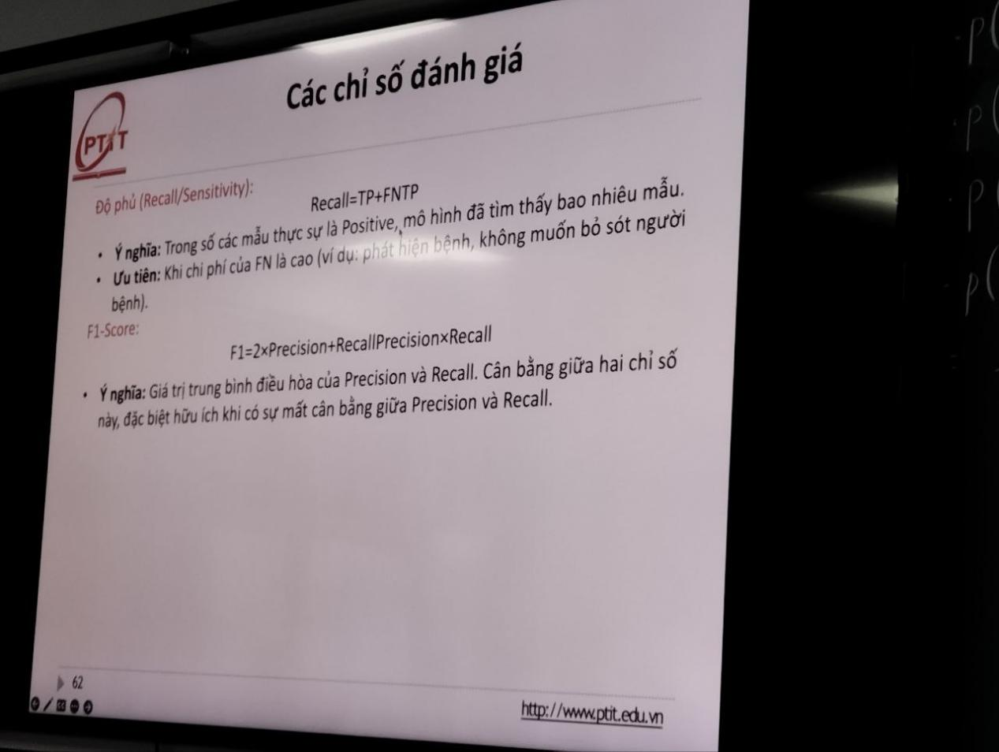 Các chỉ số đánh giá
PTIT
Độ phủ (Recall/Sensitivity):
Recall=TP+FNTP
• Ý nghĩa: Trong số các mẫu thực sự là Positive, mô hình đã tìm thấy bao nhiêu mẫu.
• Ưu tiên: Khi chi phí của FN là cao (ví dụ: phát hiện bệnh, không muốn bỏ sót người
bệnh).
F1-Score:
F1=2×Precision+RecallPrecision×Recall
• Ý nghĩa: Giá trị trung bình điều hòa của Precision và Recall. Cân bằng giữa hai chỉ số
này, đặc biệt hữu ích khi có sự mất cân bằng giữa Precision và Recall.
62
http://www.ptit.edu.vn
p(
p(
p(
p(